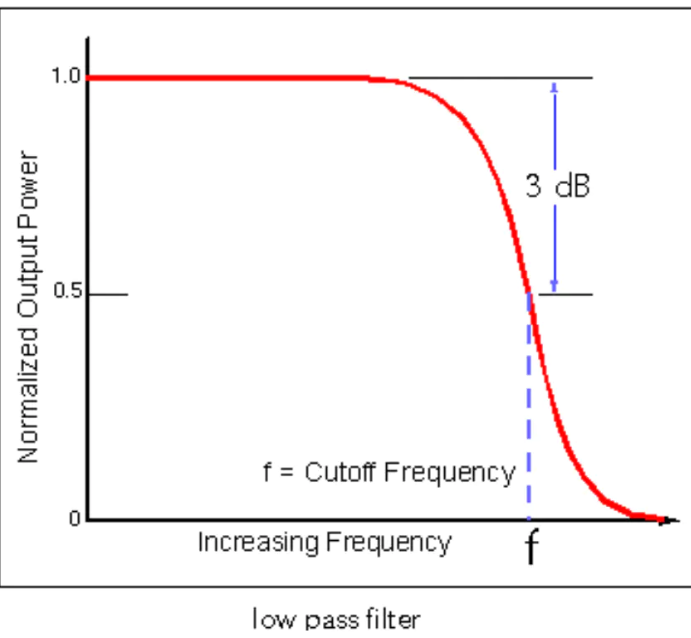 1.0
3 dB
Normalized Output Power
0.5
f = Cutoff Frequency
0
Increasing Frequency
f
low pass filter